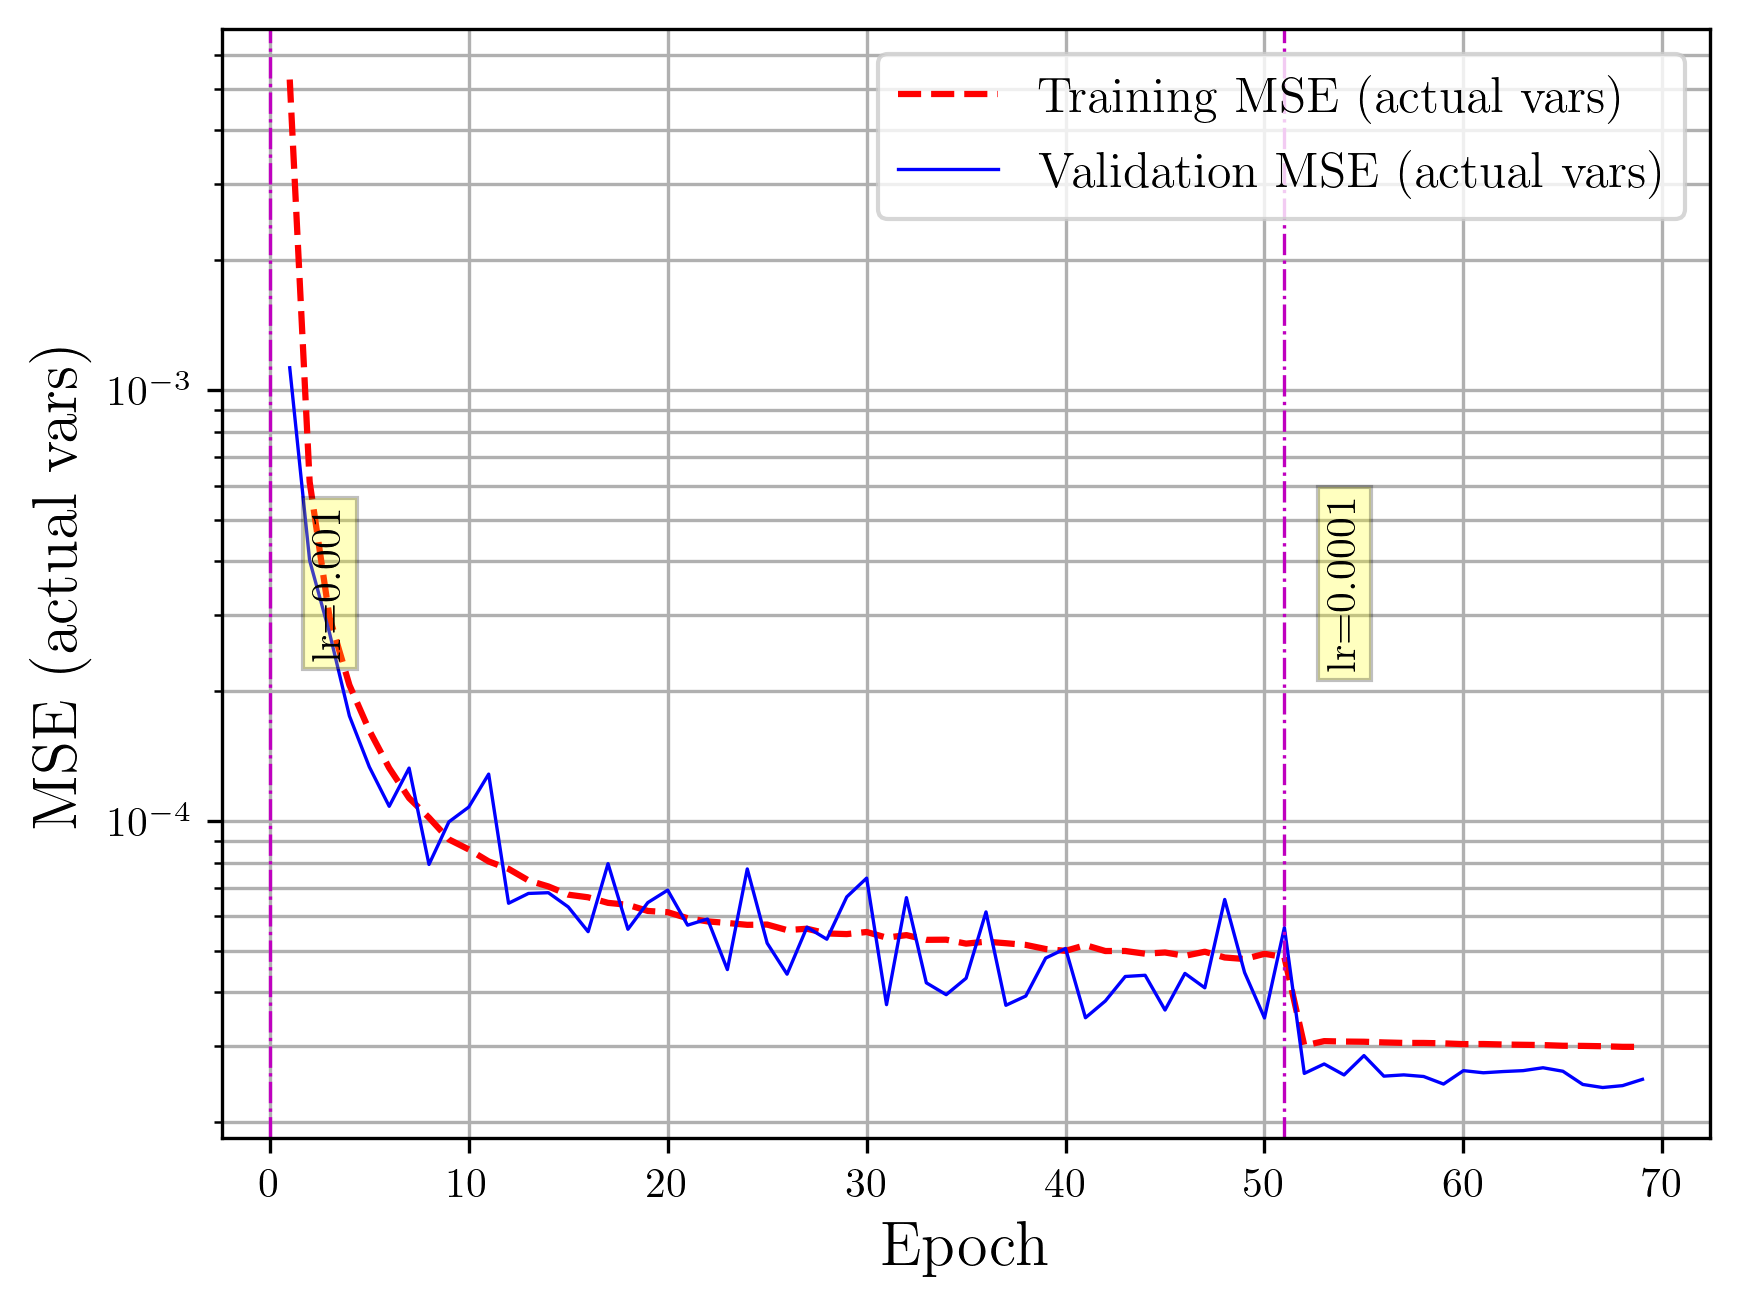 Training MSE (actual vars)
Validation MSE (actual vars)
MSE (actual vars)
10⁻³
10⁻⁴
lr=0.001
lr=0.0001
0 10 20 30 40 50 60 70
Epoch